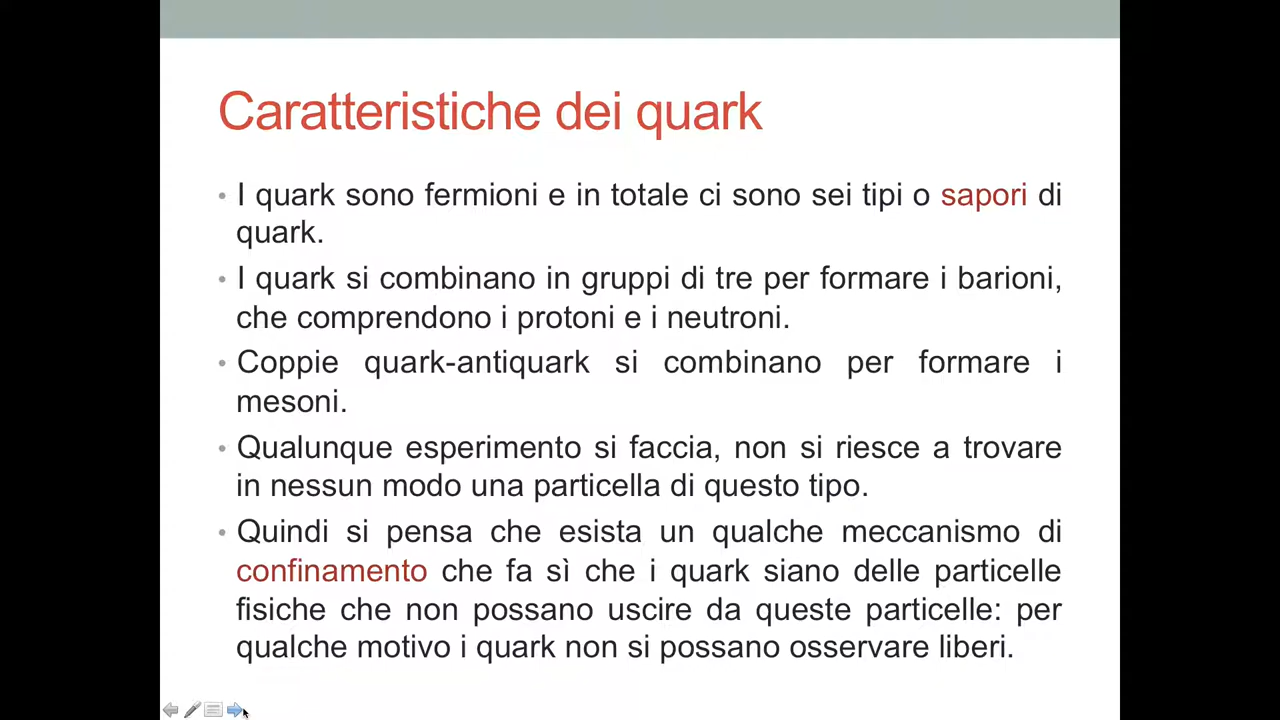 Caratteristiche dei quark
• I quark sono fermioni e in totale ci sono sei tipi o sapori di
quark.
• I quark si combinano in gruppi di tre per formare i barioni,
che comprendono i protoni e i neutroni.
• Coppie quark-antiquark si combinano per formare i
mesoni.
• Qualunque esperimento si faccia, non si riesce a trovare
in nessun modo una particella di questo tipo.
• Quindi si pensa che esista un qualche meccanismo di
confinamento che fa sì che i quark siano delle particelle
fisiche che non possano uscire da queste particelle: per
qualche motivo i quark non si possano osservare liberi.